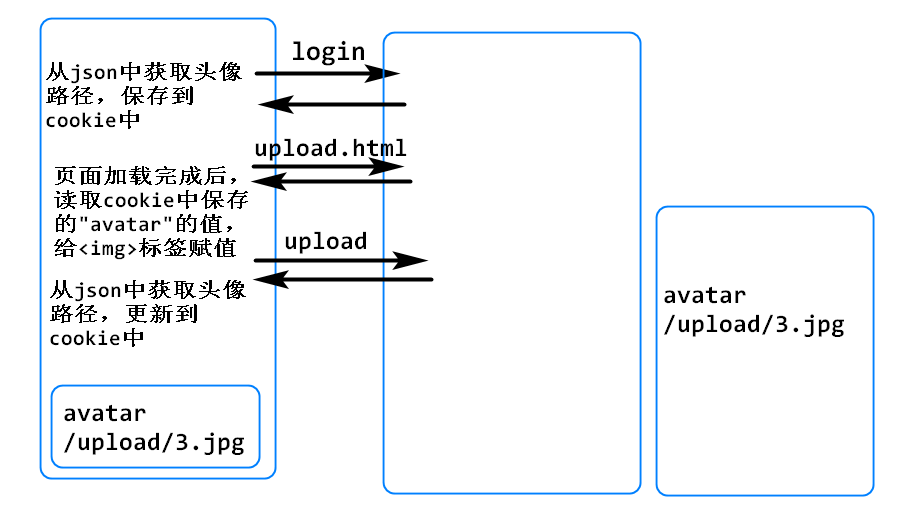 login
从json中获取头像
路径，保存到
cookie中
upload.html
页面加载完成后，
读取cookie中保存
的"avatar"的值，
给<img>标签赋值
upload
从json中获取头像
路径，更新到
cookie中
avatar
/upload/3.jpg
avatar
/upload/3.jpg